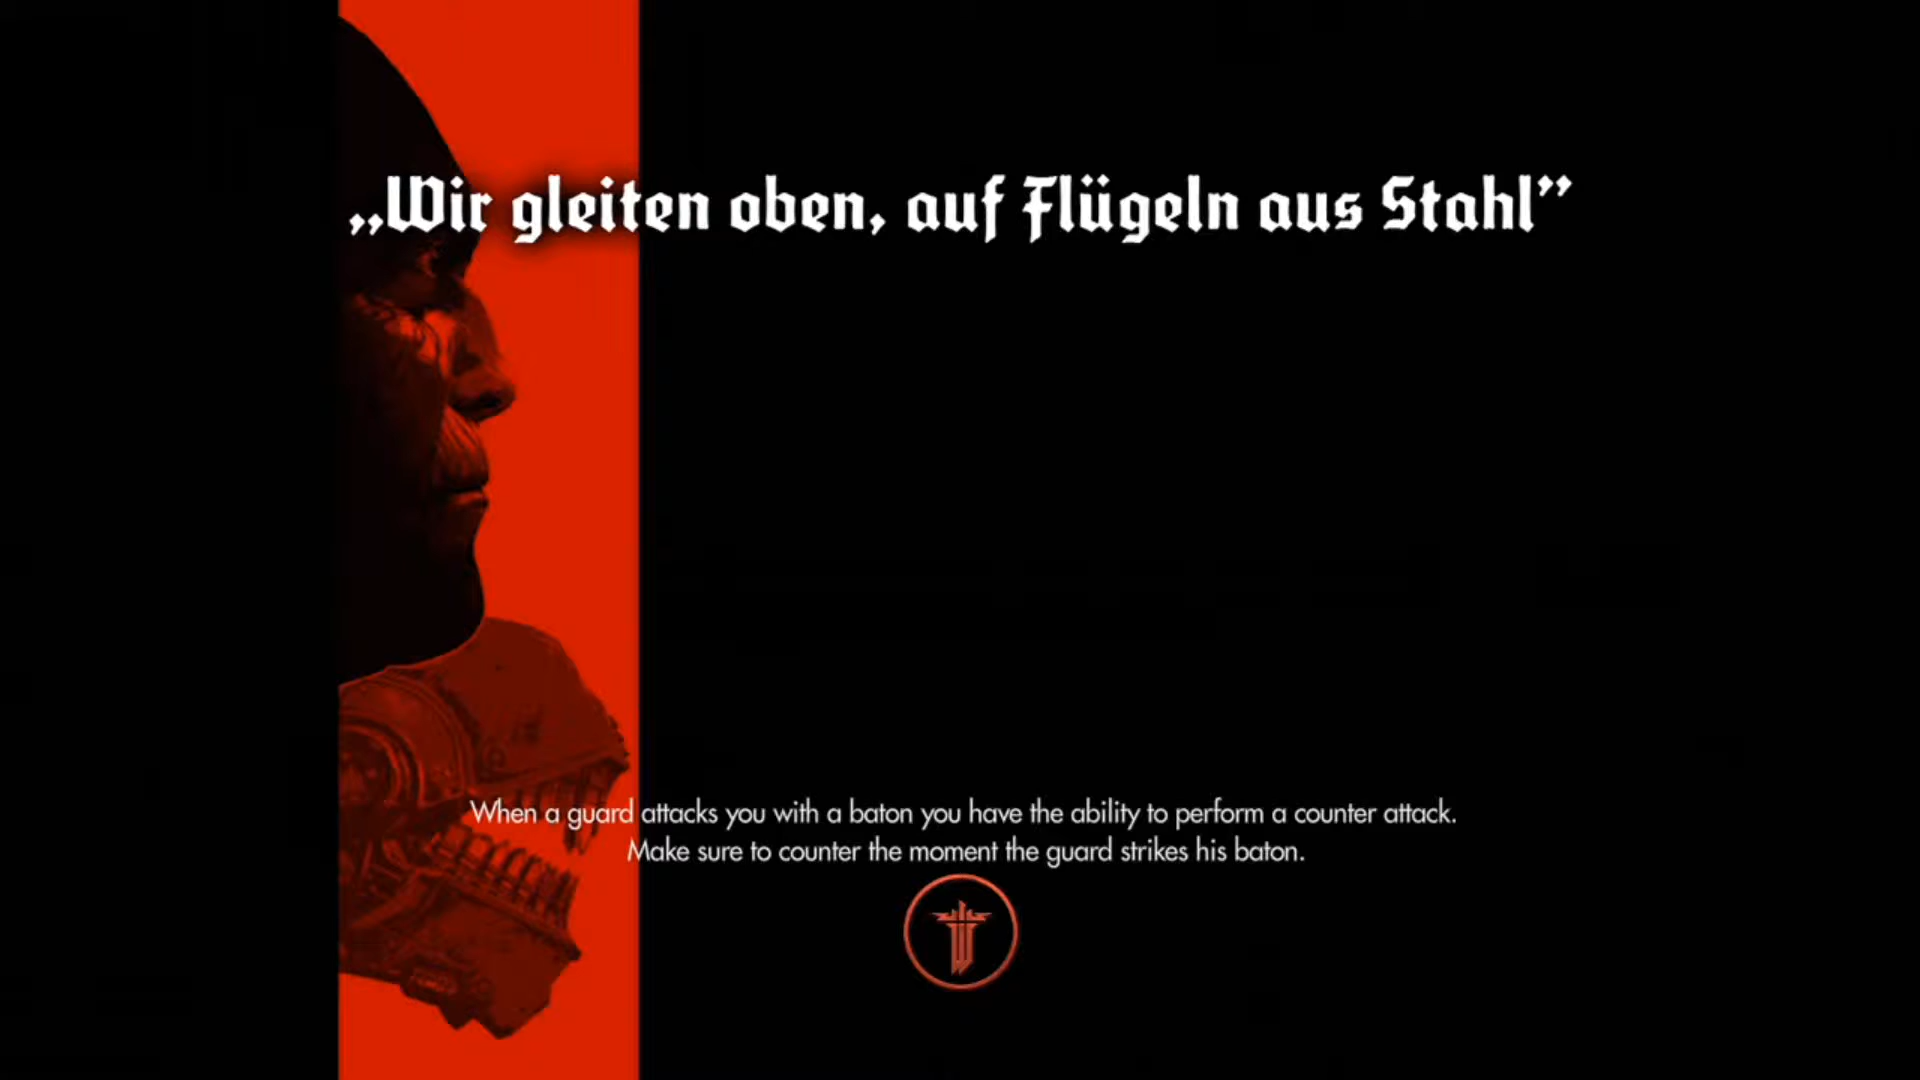 „Wir gleiten oben, auf Flügeln aus Stahl”
When a guard attacks you with a baton you have the ability to perform a counter attack.
Make sure to counter the moment the guard strikes his baton.